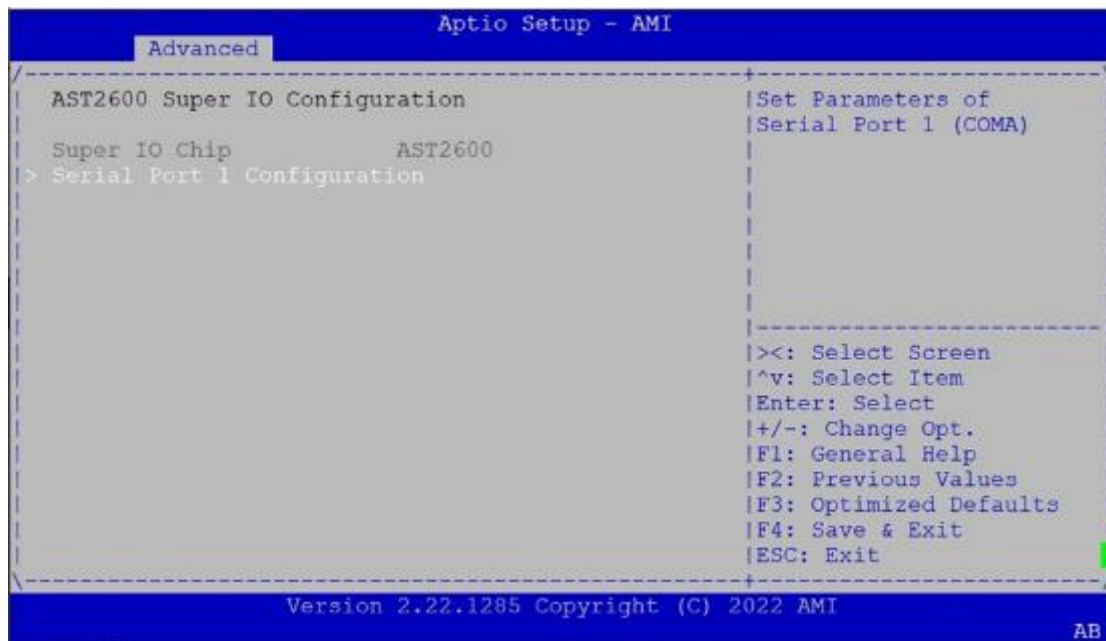 Aptio Setup - AMI
Advanced
AST2600 Super IO Configuration
Super IO Chip AST2600
> Serial Port 1 Configuration
Set Parameters of
Serial Port 1 (COMA)
><: Select Screen
^v: Select Item
Enter: Select
+/-: Change Opt.
F1: General Help
F2: Previous Values
F3: Optimized Defaults
F4: Save & Exit
ESC: Exit
Version 2.22.1285 Copyright (C) 2022 AMI
AB